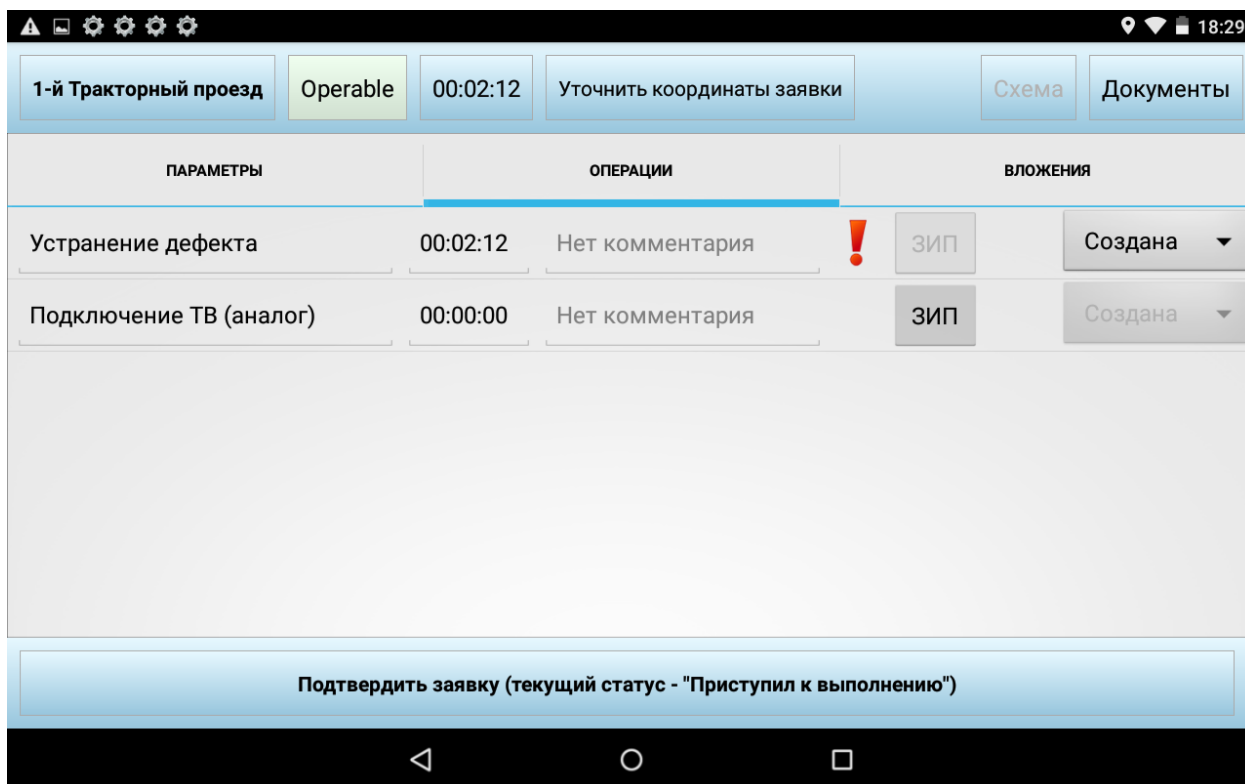 18:29
1-й Тракторный проезд Operable 00:02:12 Уточнить координаты заявки Схема Документы
ПАРАМЕТРЫ ОПЕРАЦИИ ВЛОЖЕНИЯ
Устранение дефекта 00:02:12 Нет комментария ЗИП Создана
Подключение ТВ (аналог) 00:00:00 Нет комментария ЗИП Создана
Подтвердить заявку (текущий статус - "Приступил к выполнению")